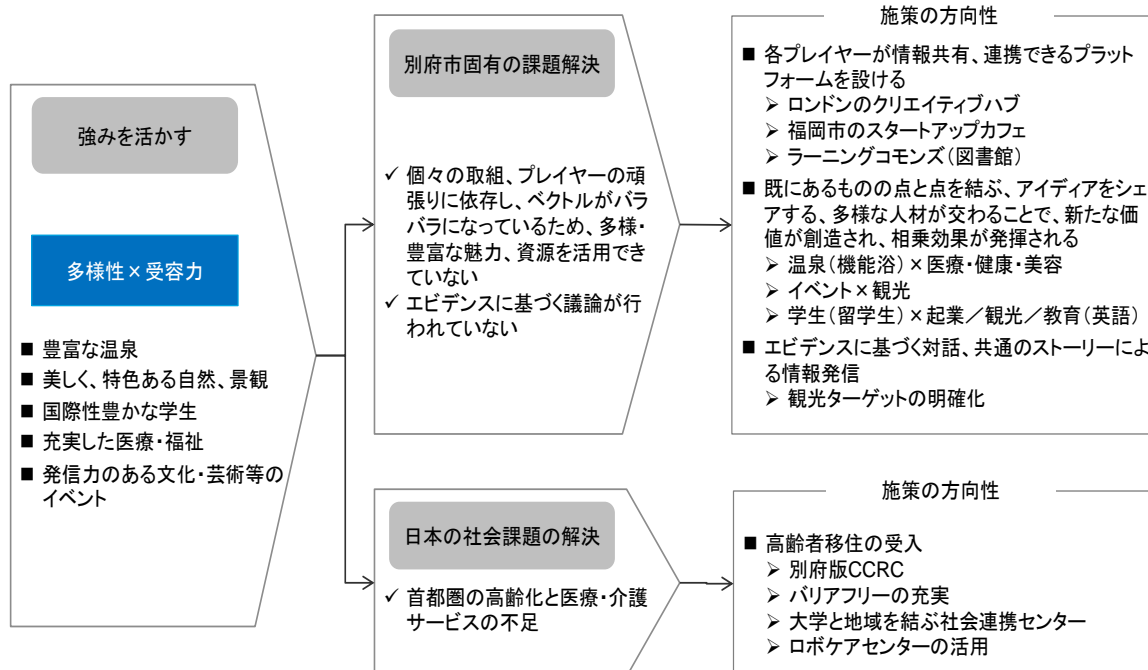 強みを活かす
多様性×受容力
■ 豊富な温泉
■ 美しく、特色ある自然、景観
■ 国際性豊かな学生
■ 充実した医療・福祉
■ 発信力のある文化・芸術等の
イベント
別府市固有の課題解決
✓ 個々の取組、プレイヤーの頑
張りに依存し、ベクトルがバラ
バラになっているため、多様・
豊富な魅力、資源を活用でき
ていない
✓ エビデンスに基づく議論が行
われていない
施策の方向性
■ 各プレイヤーが情報共有、連携できるプラット
フォームを設ける
➢ ロンドンのクリエイティブハブ
➢ 福岡市のスタートアップカフェ
➢ ラーニングコモンズ(図書館)
■ 既にあるものの点と点を結ぶ、アイディアをシェ
アする、多様な人材が交わることで、新たな価
値が創造され、相乗効果が発揮される
➢ 温泉(機能浴)×医療・健康・美容
➢ イベント×観光
➢ 学生(留学生)×起業/観光/教育(英語)
■ エビデンスに基づく対話、共通のストーリーによ
る情報発信
➢ 観光ターゲットの明確化
日本の社会課題の解決
✓ 首都圏の高齢化と医療・介護
サービスの不足
施策の方向性
■ 高齢者移住の受入
➢ 別府版CCRC
➢ バリアフリーの充実
➢ 大学と地域を結ぶ社会連携センター
➢ ロボケアセンターの活用